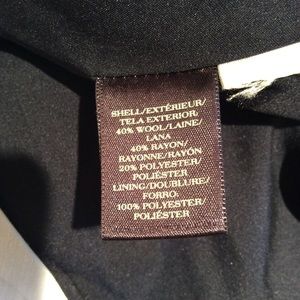 SHELL/EXTÉRIEUR/
TELA EXTERIOR:
40% WOOL/LAINE/
LANA
40% RAYON/
RAYONNE/RAYÓN
20% POLYESTER/
POLIÉSTER
LINING/DOUBLURE/
FORRO:
100% POLYESTER/
POLIÉSTER